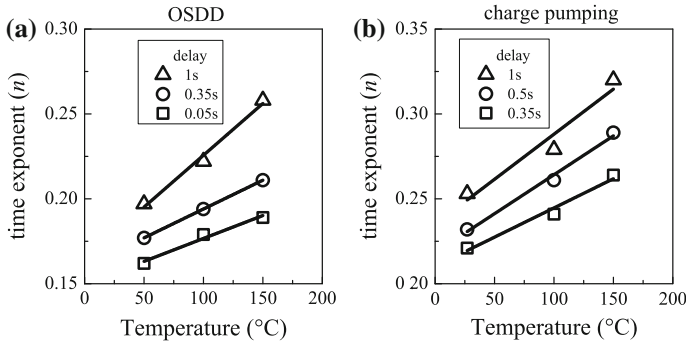 OSDD
(a)
0.30
0.25
0.20
0.15
time exponent (n)
delay
1s
0.35s
0.05s
0 50 100 150 200
Temperature (°C)
charge pumping
(b)
0.35
0.30
0.25
0 20
time exponent (n)
delay
1s
0.5s
0.35s
0 50 100 150 200
Temperature (°C)